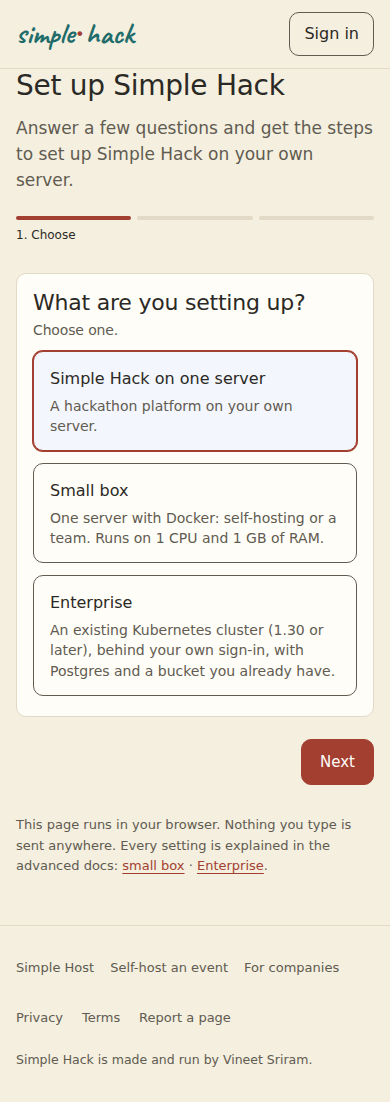 simple• hack
Sign in
Set up Simple Hack
Answer a few questions and get the steps
to set up Simple Hack on your own
server.
1. Choose
What are you setting up?
Choose one.
Simple Hack on one server
A hackathon platform on your own
server.
Small box
One server with Docker: self-hosting or a
team. Runs on 1 CPU and 1 GB of RAM.
Enterprise
An existing Kubernetes cluster (1.30 or
later), behind your own sign-in, with
Postgres and a bucket you already have.
Next
This page runs in your browser. Nothing you type is
sent anywhere. Every setting is explained in the
advanced docs: small box · Enterprise.
Simple Host Self-host an event For companies
Privacy Terms Report a page
Simple Hack is made and run by Vineet Sriram.